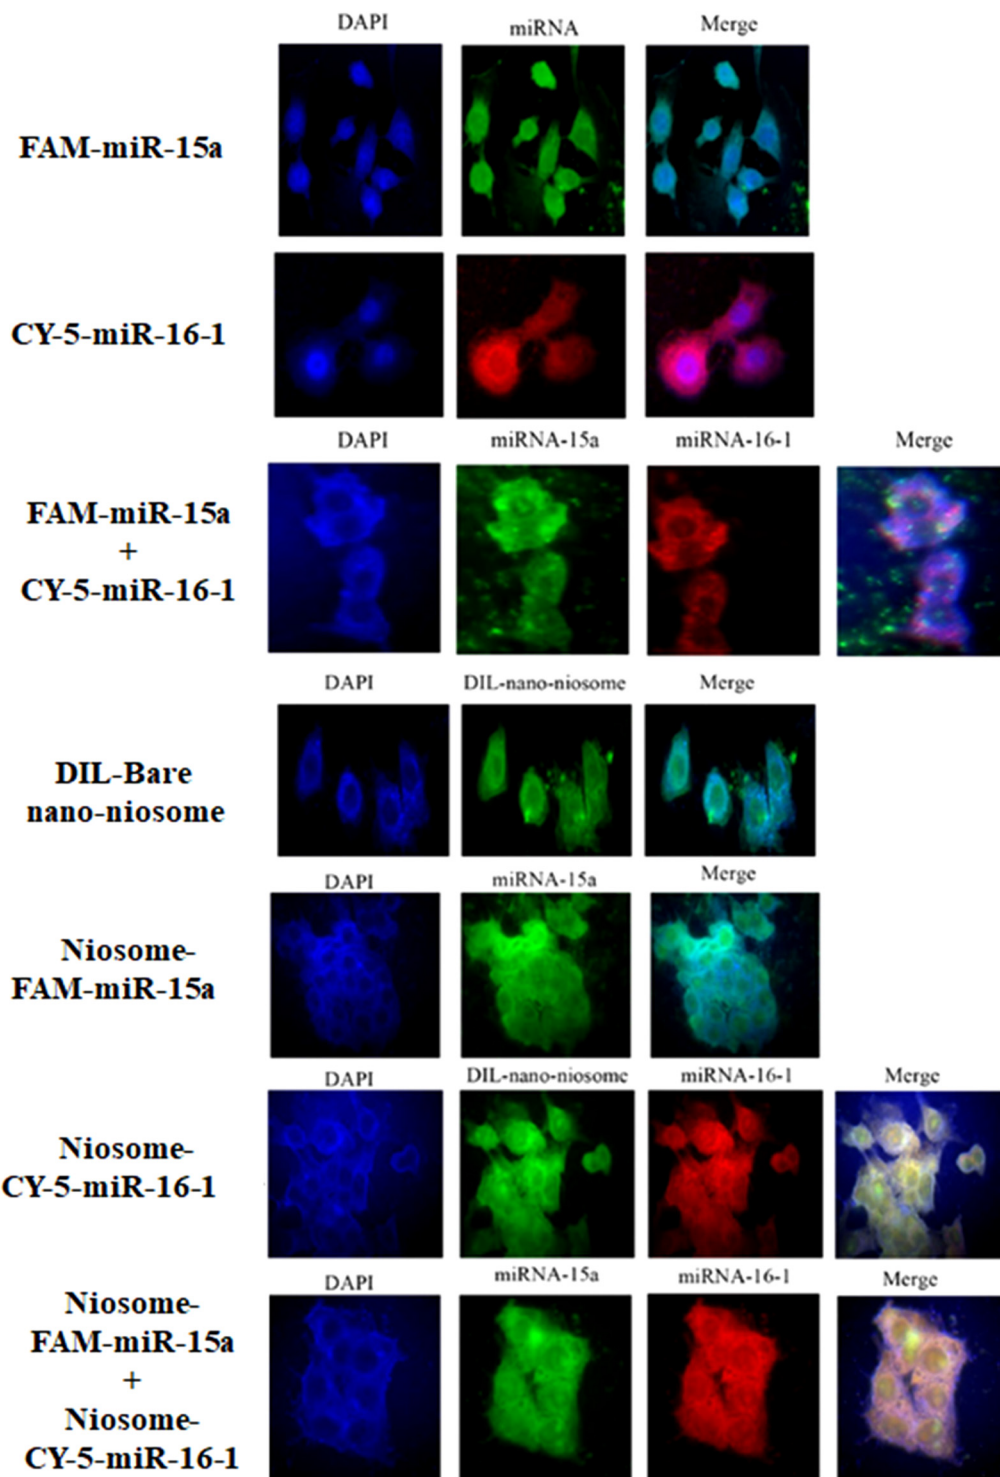 DAPI miRNA Merge
FAM-miR-15a
CY-5-miR-16-1
DAPI miRNA-15a miRNA-16-1 Merge
FAM-miR-15a
+
CY-5-miR-16-1
DAPI DIL-nano-niosome Merge
DIL-Bare
nano-niosome
DAPI miRNA-15a Merge
Niosome-
FAM-miR-15a
DAPI DIL-nano-niosome miRNA-16-1 Merge
Niosome-
CY-5-miR-16-1
DAPI miRNA-15a miRNA-16-1 Merge
Niosome-
FAM-miR-15a
+
Niosome-
CY-5-miR-16-1